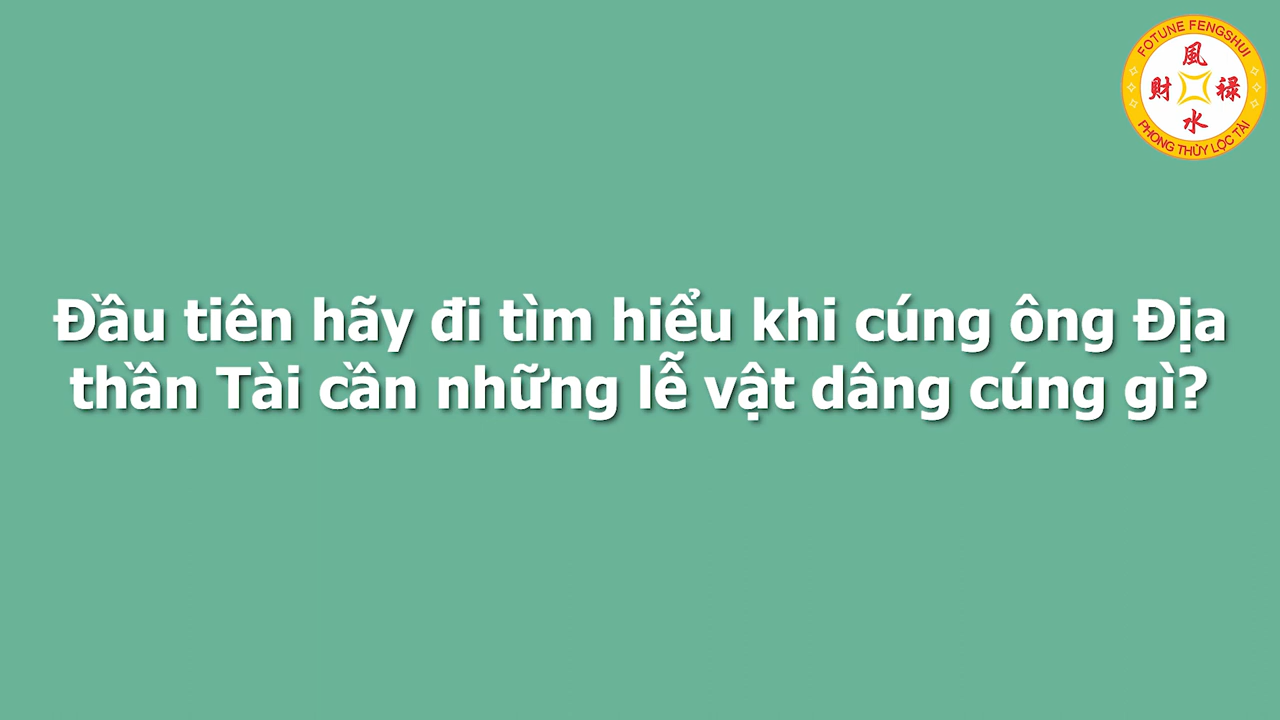 FOTUNE FENGSHUI
風
財 禄
水
PHONG THỦY LỘC TÀI
Đầu tiên hãy đi tìm hiểu khi cúng ông Địa
thần Tài cần những lễ vật dâng cúng gì?